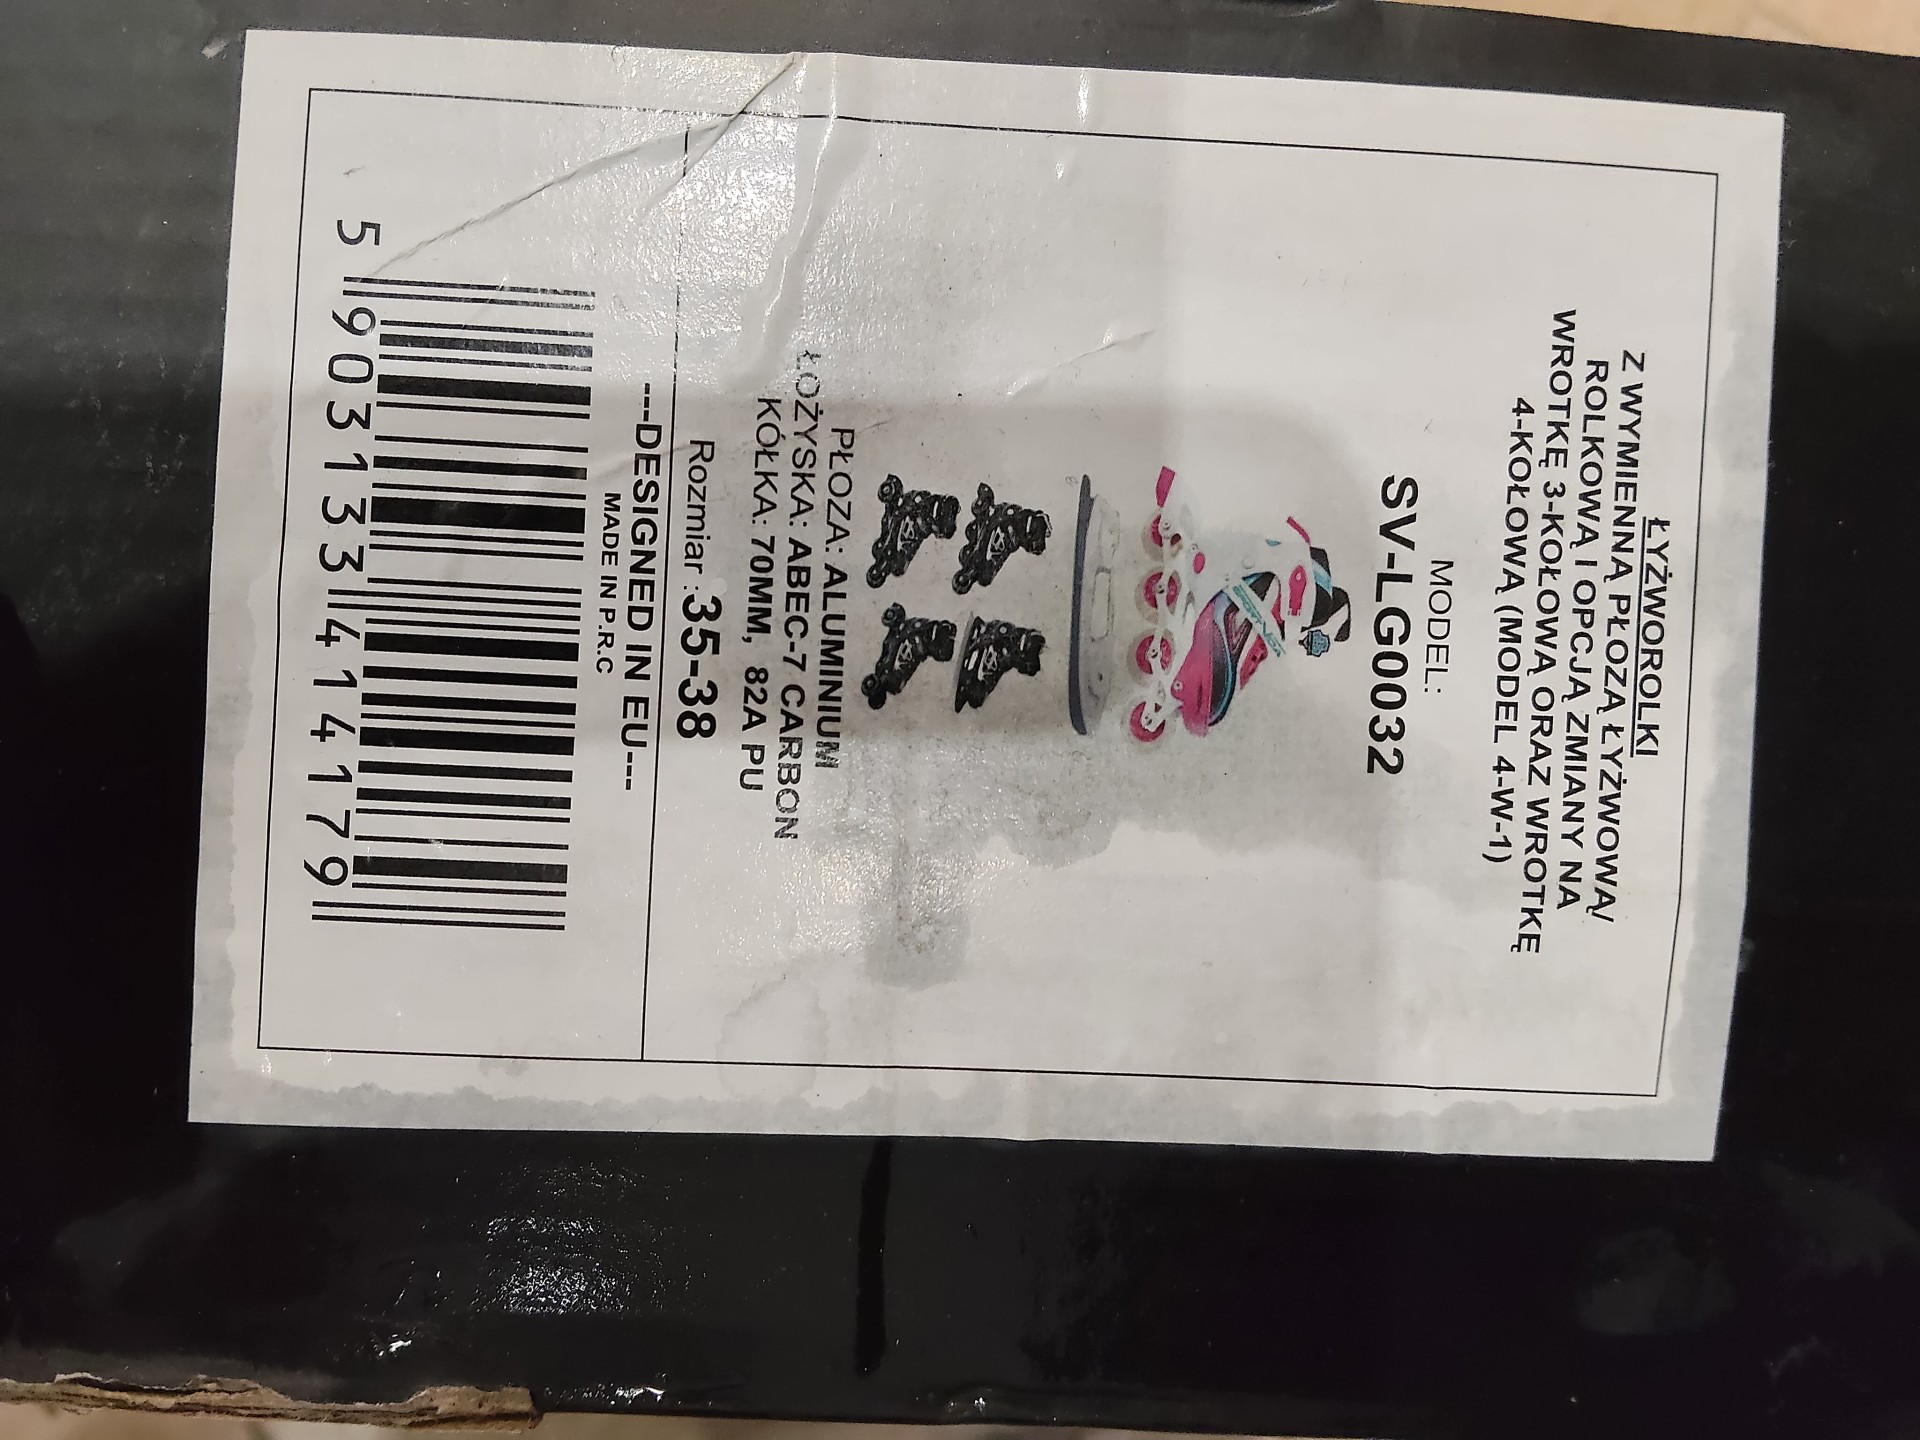 ŁYŻWOROLKI
Z WYMIENNĄ PŁOZĄ ŁYŻWOWĄ/
ROLKOWĄ I OPCJĄ ZMIANY NA
WROTKĘ 3-KOŁOWĄ ORAZ WROTKĘ
4-KOŁOWĄ (MODEL 4-W-1)
MODEL:
SV-LG0032
PŁOZA: ALUMINIUM
ŁOŻYSKA: ABEC-7 CARBON
KÓŁKA: 70MM, 82A PU
Rozmiar :35-38
---DESIGNED IN EU---
MADE IN P.R.C
5 903133 414179